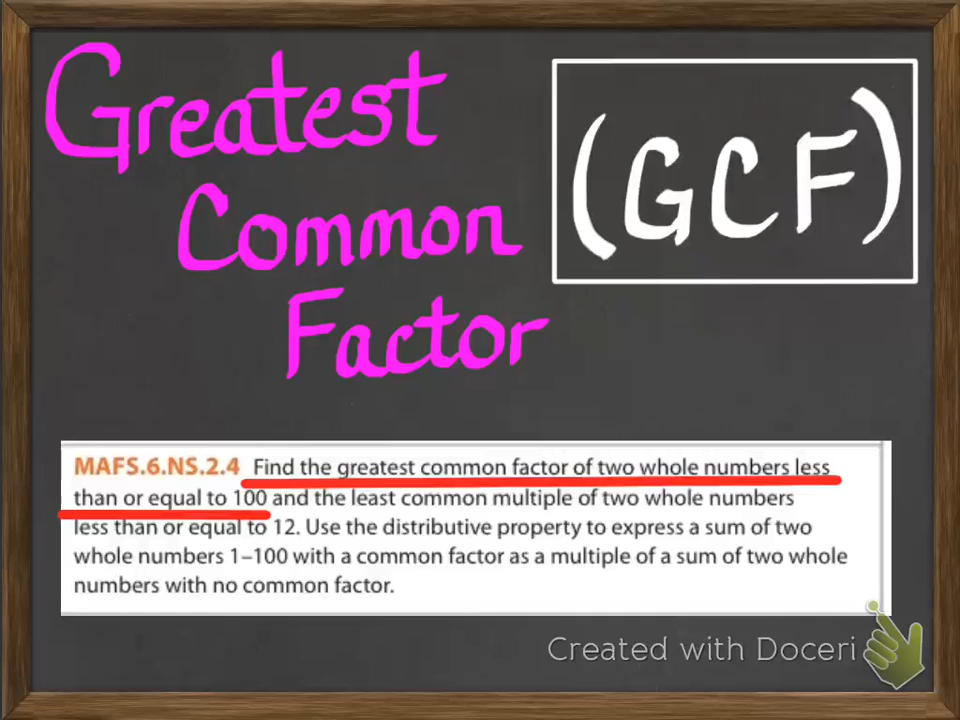 Greatest
Common
Factor
(GCF)
MAFS.6.NS.2.4 Find the greatest common factor of two whole numbers less
than or equal to 100 and the least common multiple of two whole numbers
less than or equal to 12. Use the distributive property to express a sum of two
whole numbers 1–100 with a common factor as a multiple of a sum of two whole
numbers with no common factor.
Created with Doceri